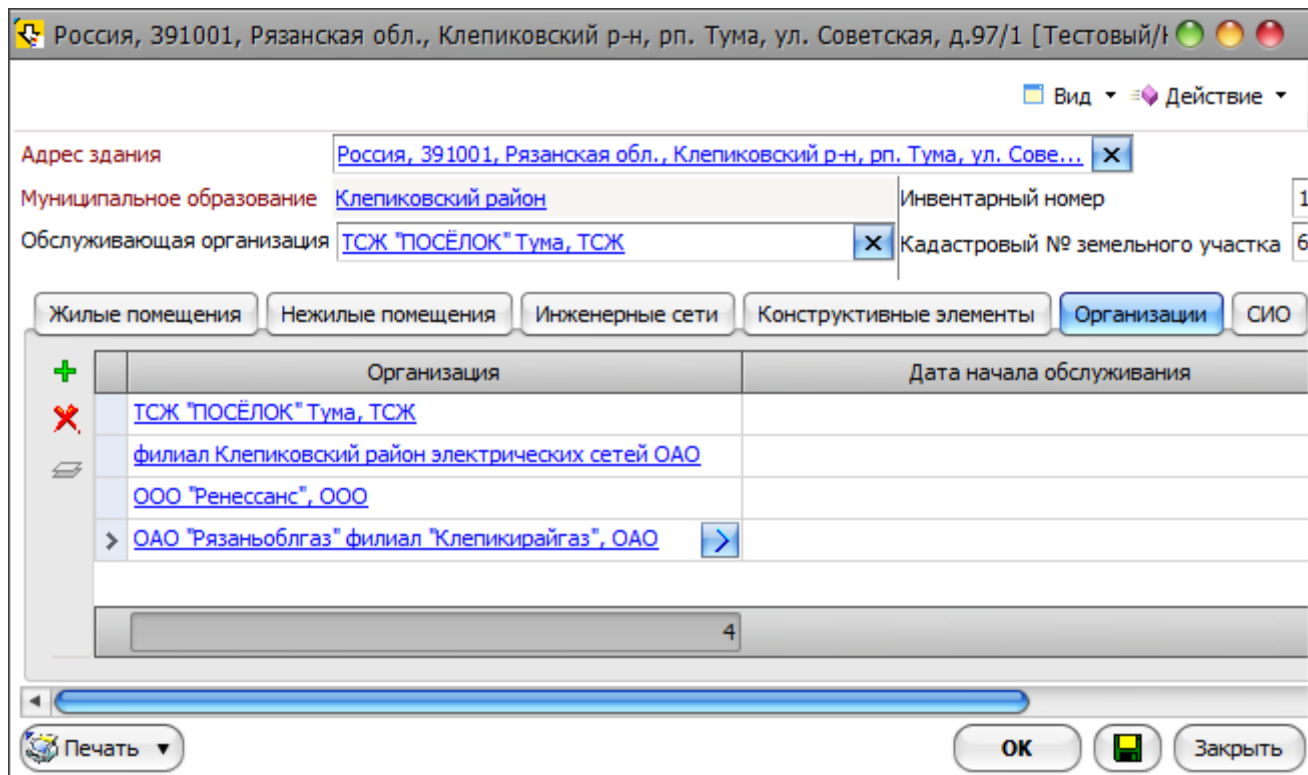 Россия, 391001, Рязанская обл., Клепиковский р-н, рп. Тума, ул. Советская, д.97/1 [Тестовый/
Вид Действие
Адрес здания Россия, 391001, Рязанская обл., Клепиковский р-н, рп. Тума, ул. Сове...
Муниципальное образование Клепиковский район Инвентарный номер 1
Обслуживающая организация ТСЖ "ПОСЁЛОК" Тума, ТСЖ Кадастровый № земельного участка 6
Жилые помещения Нежилые помещения Инженерные сети Конструктивные элементы Организации СИО
Организация Дата начала обслуживания
ТСЖ "ПОСЁЛОК" Тума, ТСЖ
филиал Клепиковский район электрических сетей ОАО
ООО "Ренессанс", ООО
ОАО "Рязаньоблгаз" филиал "Клепикирайгаз", ОАО
4
Печать ОК Закрыть